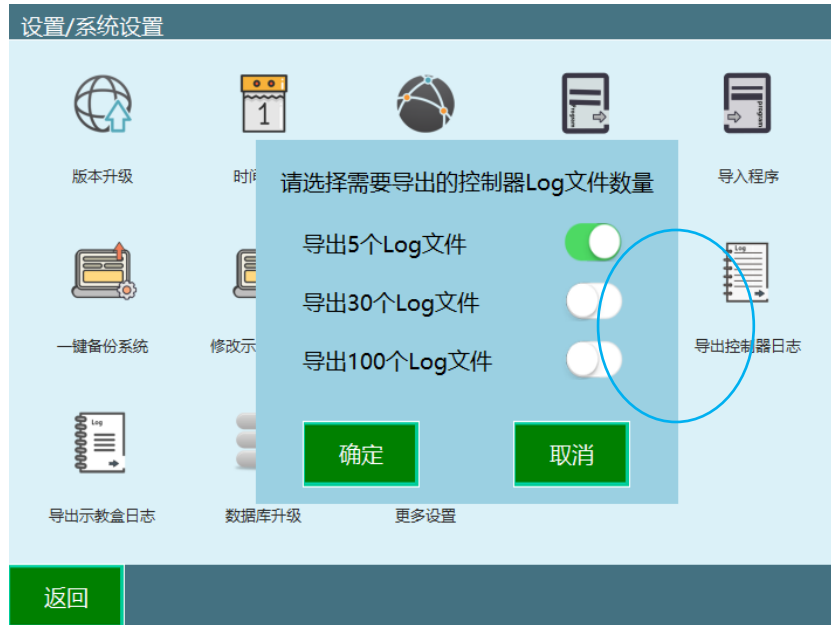 设置/系统设置
1
program
program
版本升级
时间
导入程序
请选择需要导出的控制器Log文件数量
导出5个Log文件
导出30个Log文件
导出100个Log文件
Log
一键备份系统
修改示
导出控制器日志
确定
取消
Log
导出示教盒日志
数据库升级
更多设置
返回